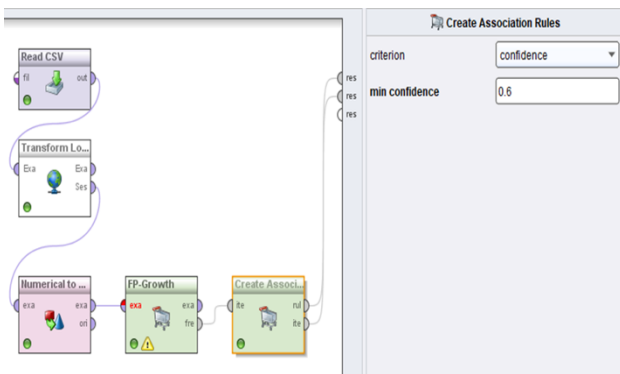 Create Association Rules
criterion
confidence
min confidence
0.6
Read CSV
fil
out
res
res
res
Transform Lo...
Exa
Exa
Ses
Numerical to ...
exa
exa
ori
FP-Growth
exa
exa
fre
Create Associ...
ite
rul
ite